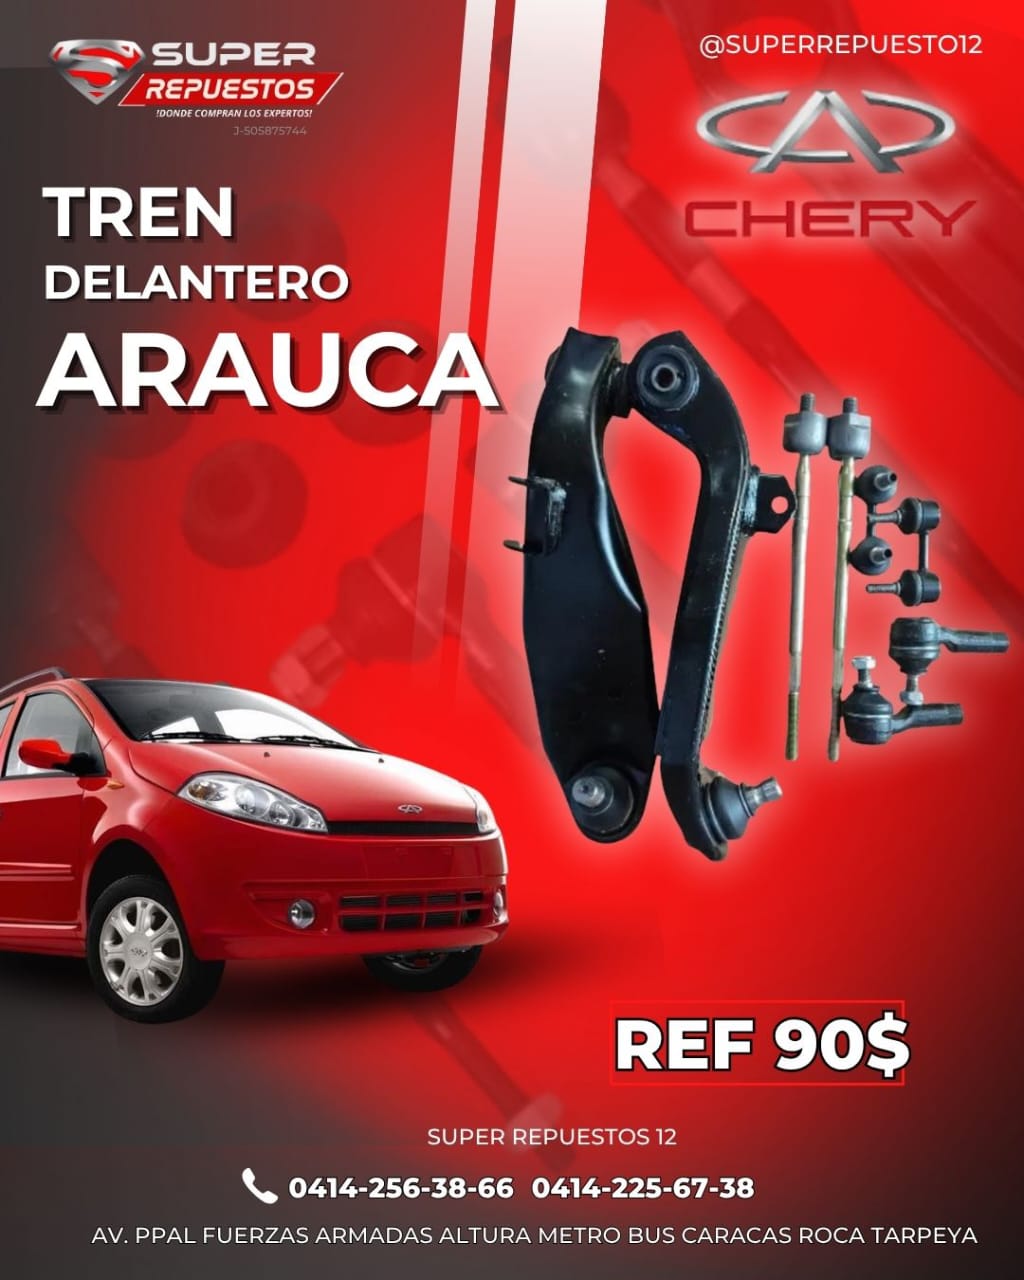 SUPER
REPUESTOS
!DONDE COMPRAN LOS EXPERTOS!
J-505875744
@SUPERREPUESTO12
CHERY
TREN
DELANTERO
ARAUCA
REF 90$
SUPER REPUESTOS 12
0414-256-38-66 0414-225-67-38
AV. PPAL FUERZAS ARMADAS ALTURA METRO BUS CARACAS ROCA TARPEYA